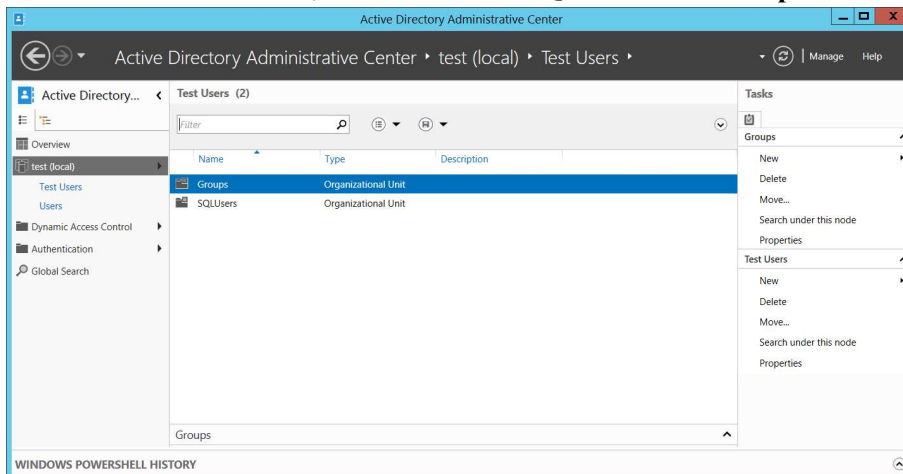 Active Directory Administrative Center
Active Directory Administrative Center ‣ test (local) ‣ Test Users ‣
Manage Help
Active Directory...
Overview
test (local)
Test Users
Users
Dynamic Access Control
Authentication
Global Search
Test Users (2)
Filter
Name Type Description
Groups Organizational Unit
SQLUsers Organizational Unit
Groups
Tasks
Groups
New
Delete
Move...
Search under this node
Properties
Test Users
New
Delete
Move...
Search under this node
Properties
WINDOWS POWERSHELL HISTORY